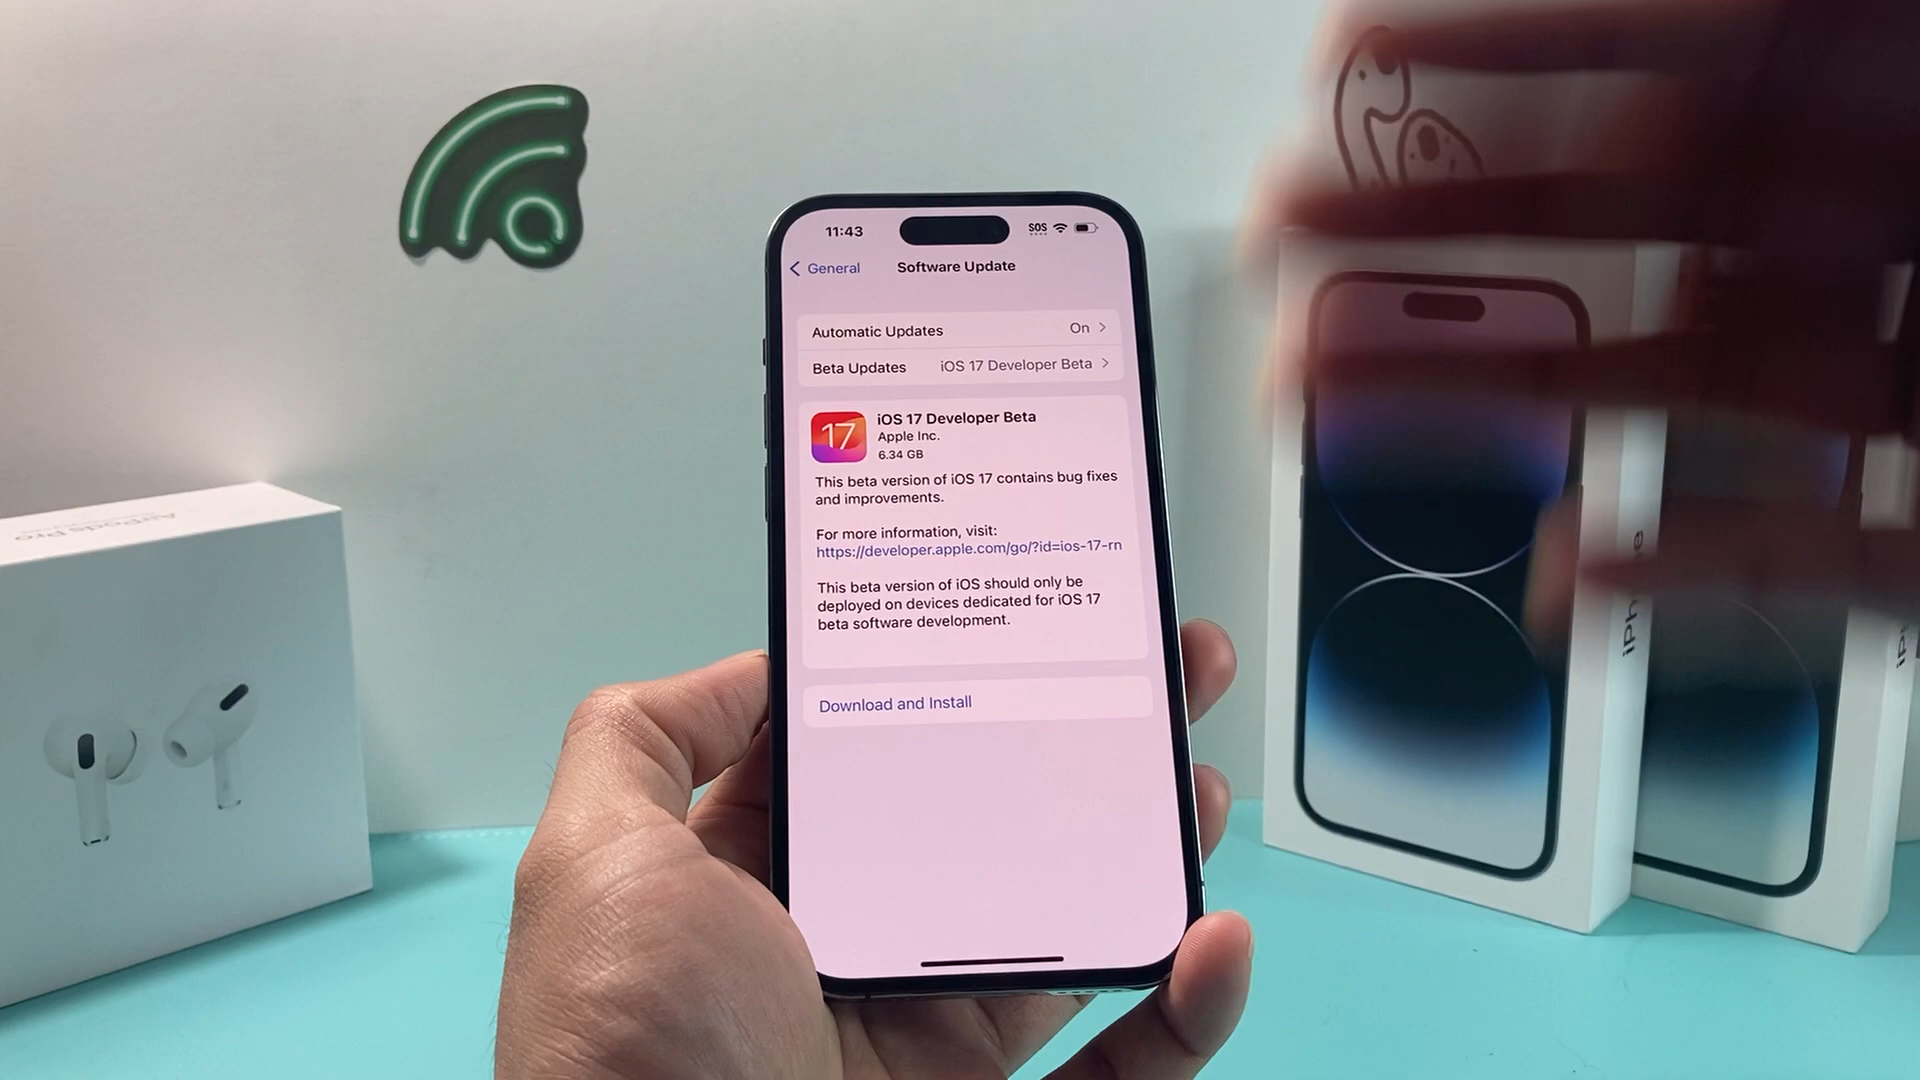 11:43
SOS
General
Software Update
Automatic Updates On
Beta Updates iOS 17 Developer Beta
17
iOS 17 Developer Beta
Apple Inc.
6.34 GB
This beta version of iOS 17 contains bug fixes
and improvements.
For more information, visit:
https://developer.apple.com/go/?id=ios-17-rn
This beta version of iOS should only be
deployed on devices dedicated for iOS 17
beta software development.
Download and Install
AirPods Pro